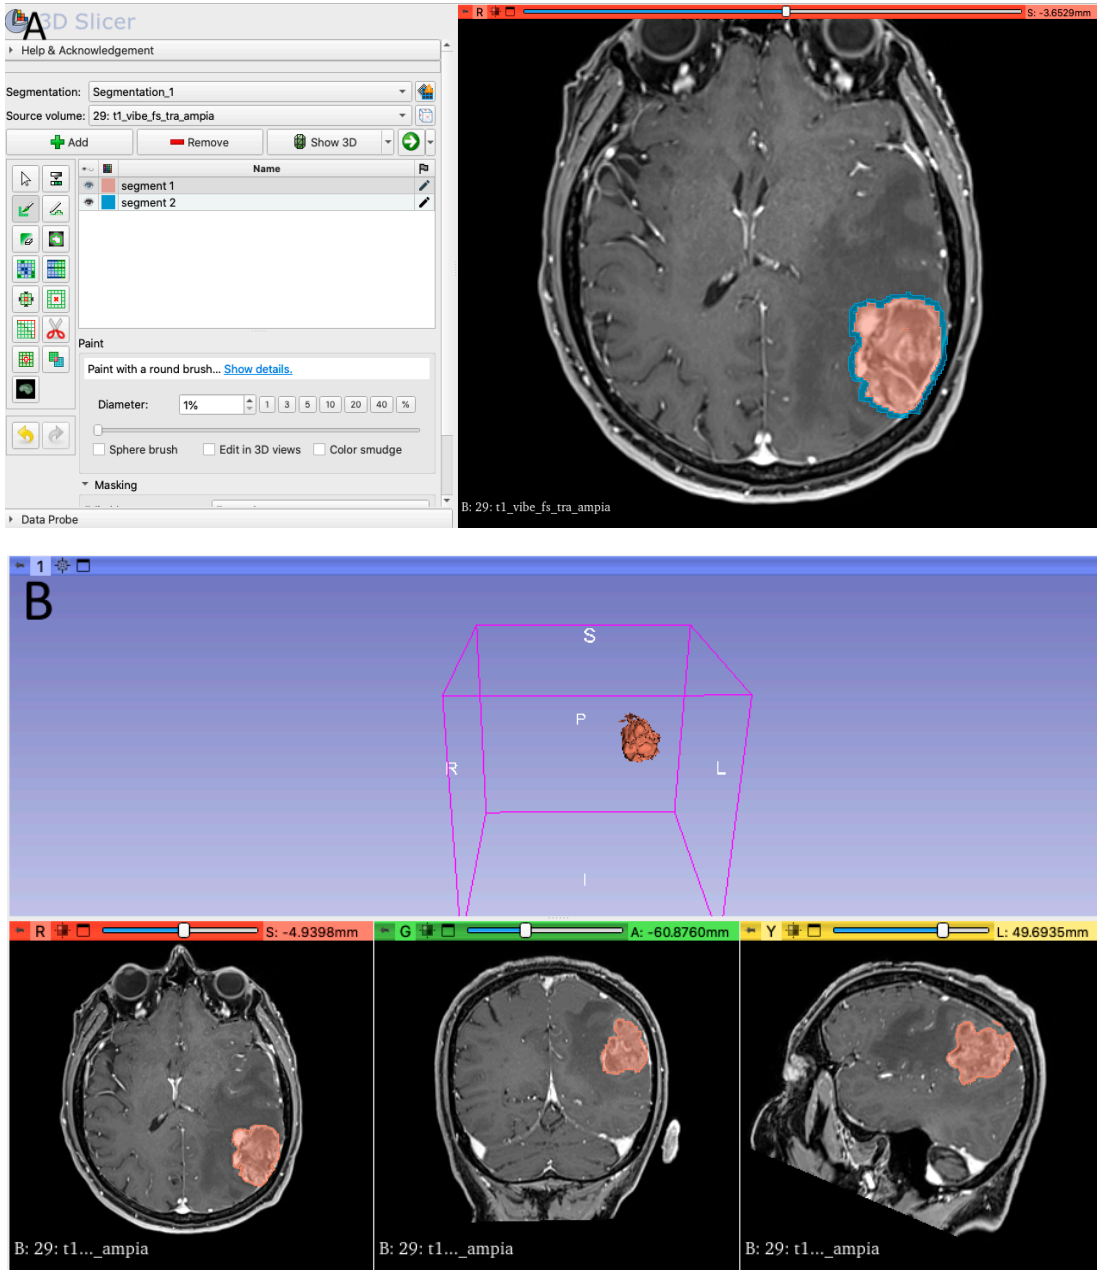 A
3D Slicer
Help & Acknowledgement
Segmentation: Segmentation_1
Source volume: 29: t1_vibe_fs_tra_ampia
Add Remove Show 3D
Name
segment 1
segment 2
Paint
Paint with a round brush... Show details.
Diameter: 1% 1 3 5 10 20 40 %
Sphere brush Edit in 3D views Color smudge
Masking
Data Probe
R S: -3.6529mm
B: 29: t1_vibe_fs_tra_ampia
1
B
S
P
R
L
I
R S: -4.9398mm
B: 29: t1..._ampia
G A: -60.8760mm
B: 29: t1..._ampia
Y L: 49.6935mm
B: 29: t1..._ampia